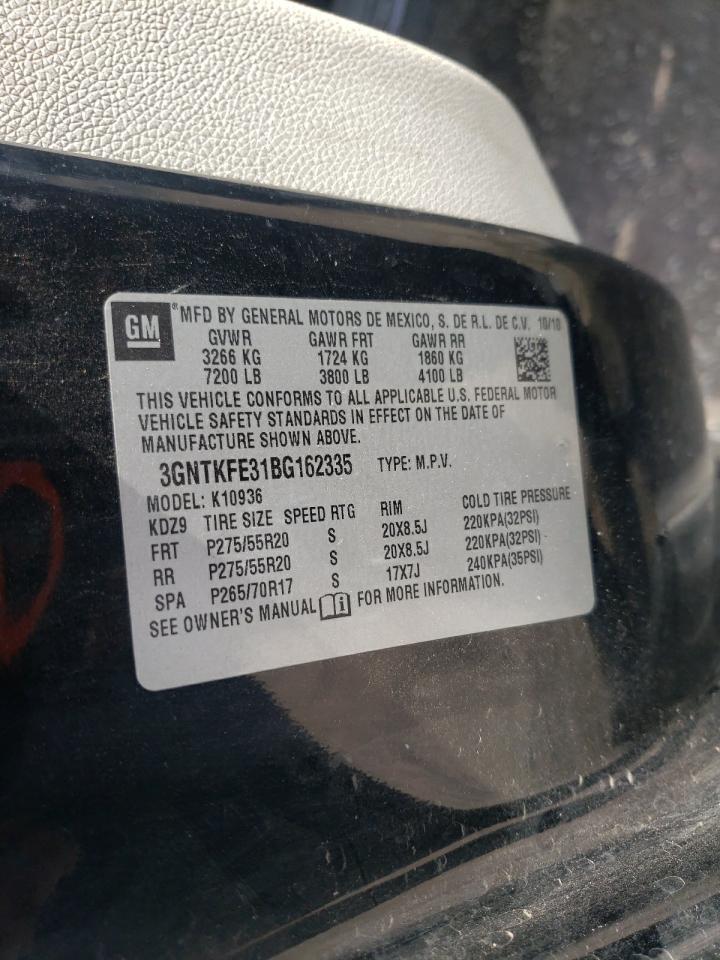 GM ® MFD BY GENERAL MOTORS DE MEXICO, S. DE R.L. DE C.V. 10/10
GVWR GAWR FRT GAWR RR
3266 KG 1724 KG 1860 KG
7200 LB 3800 LB 4100 LB
THIS VEHICLE CONFORMS TO ALL APPLICABLE U.S. FEDERAL MOTOR
VEHICLE SAFETY STANDARDS IN EFFECT ON THE DATE OF
MANUFACTURE SHOWN ABOVE.
3GNTKFE31BG162335 TYPE: M.P.V.
MODEL: K10936
KDZ9 TIRE SIZE SPEED RTG RIM COLD TIRE PRESSURE
FRT P275/55R20 S 20X8.5J 220KPA(32PSI)
RR P275/55R20 S 20X8.5J 220KPA(32PSI)
SPA P265/70R17 S 17X7J 240KPA(35PSI)
SEE OWNER'S MANUAL i FOR MORE INFORMATION.